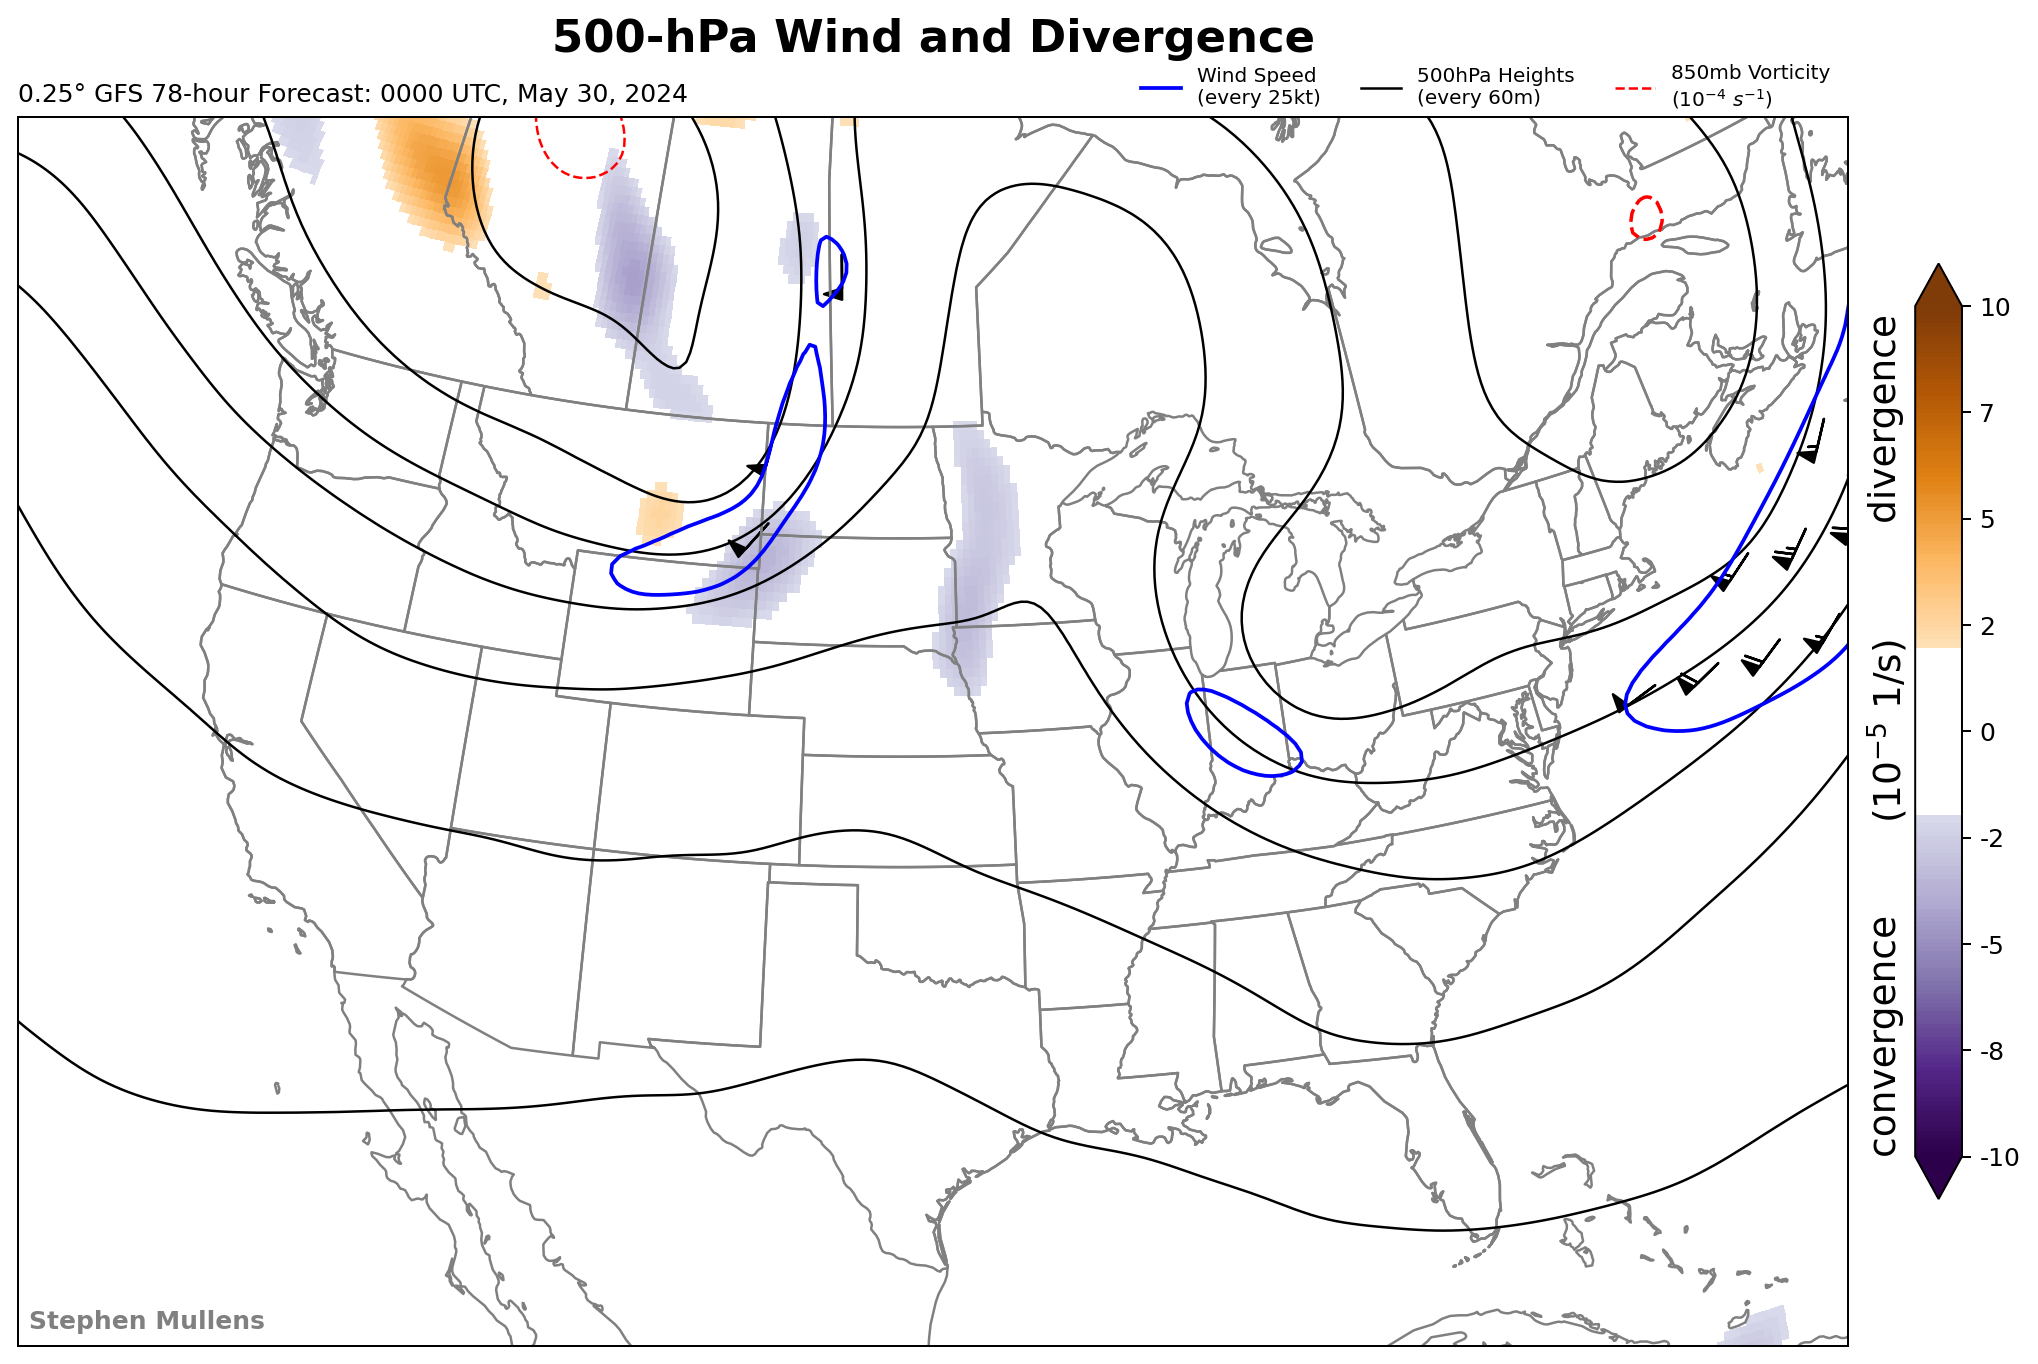 500-hPa Wind and Divergence
0.25° GFS 78-hour Forecast: 0000 UTC, May 30, 2024
Wind Speed
(every 25kt)
500hPa Heights
(every 60m)
850mb Vorticity
(10⁻⁴ s⁻¹)
10
7
5
2
0
-2
-5
-8
-10
convergence (10⁻⁵ 1/s) divergence
Stephen Mullens